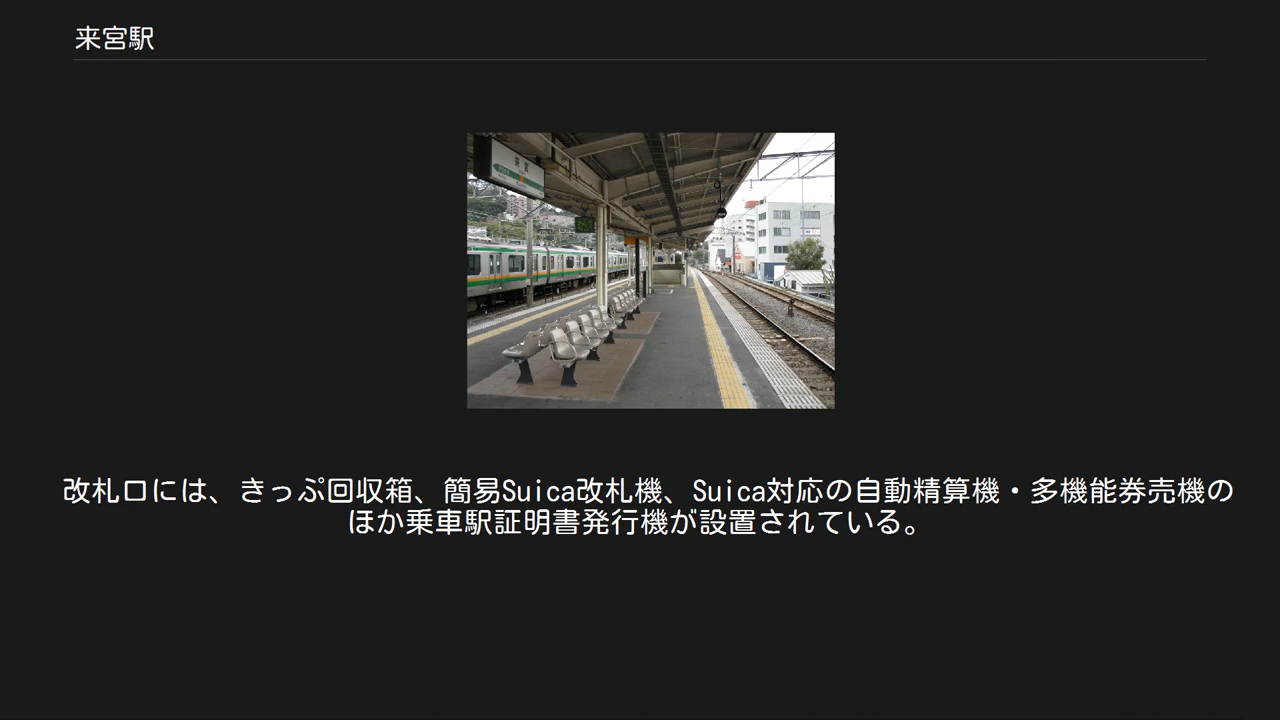 来宮駅
改札口には、きっぷ回収箱、簡易Suica改札機、Suica対応の自動精算機・多機能券売機の
ほか乗車駅証明書発行機が設置されている。